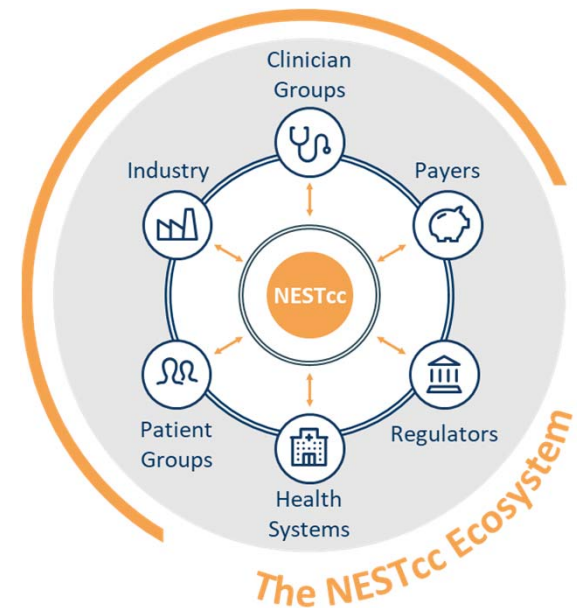 Clinician
Groups
Industry
Payers
NESTcc
Patient
Groups
Regulators
Health
Systems
The NESTcc Ecosystem